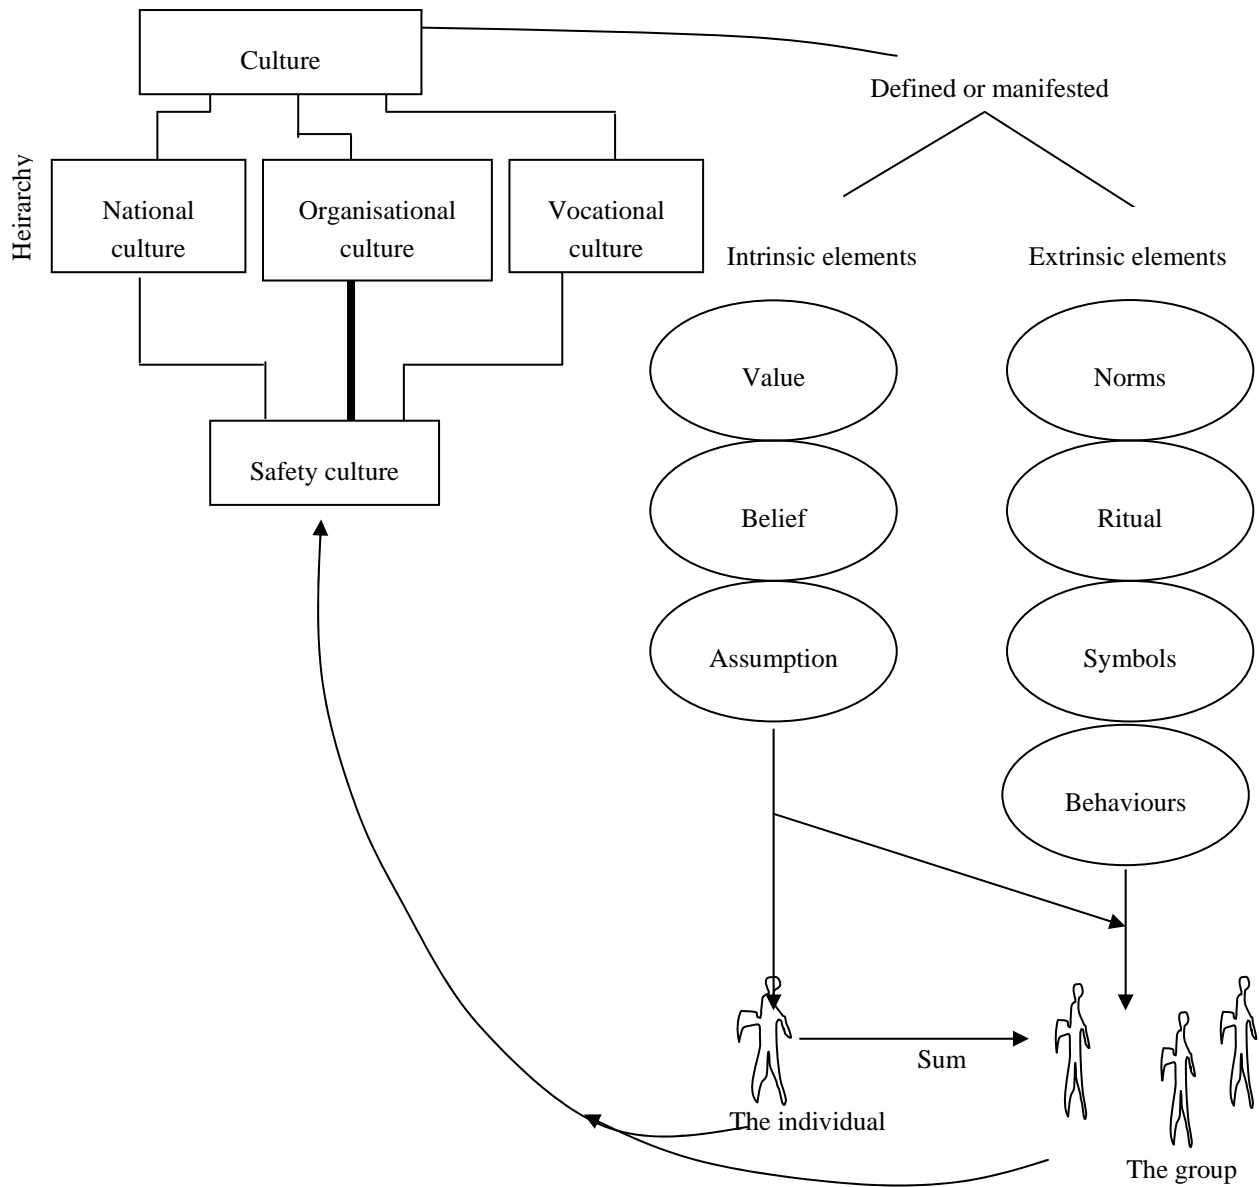 Culture
Defined or manifested
Heirarchy
National
culture
Organisational
culture
Vocational
culture
Intrinsic elements
Extrinsic elements
Value
Norms
Safety culture
Belief
Ritual
Assumption
Symbols
Behaviours
Sum
The individual
The group